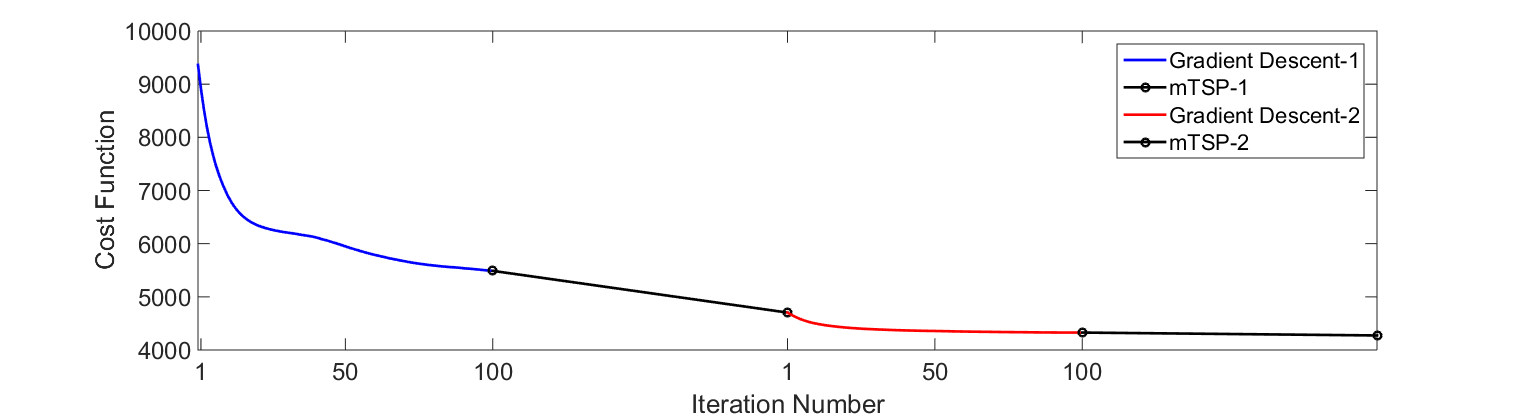 10000
9000
8000
7000
6000
5000
4000
Cost Function
1 50 100 1 50 100
Iteration Number
Gradient Descent-1
mTSP-1
Gradient Descent-2
mTSP-2